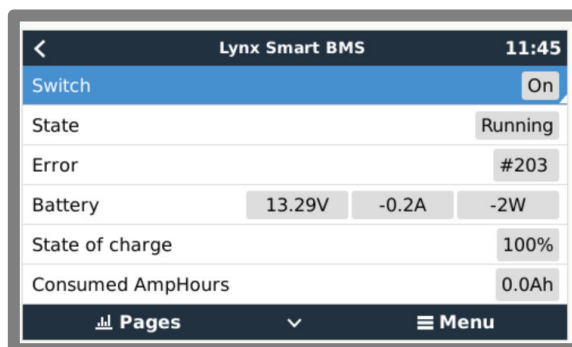 Lynx Smart BMS 11:45
Switch On
State Running
Error #203
Battery 13.29V -0.2A -2W
State of charge 100%
Consumed AmpHours 0.0Ah
Pages Menu